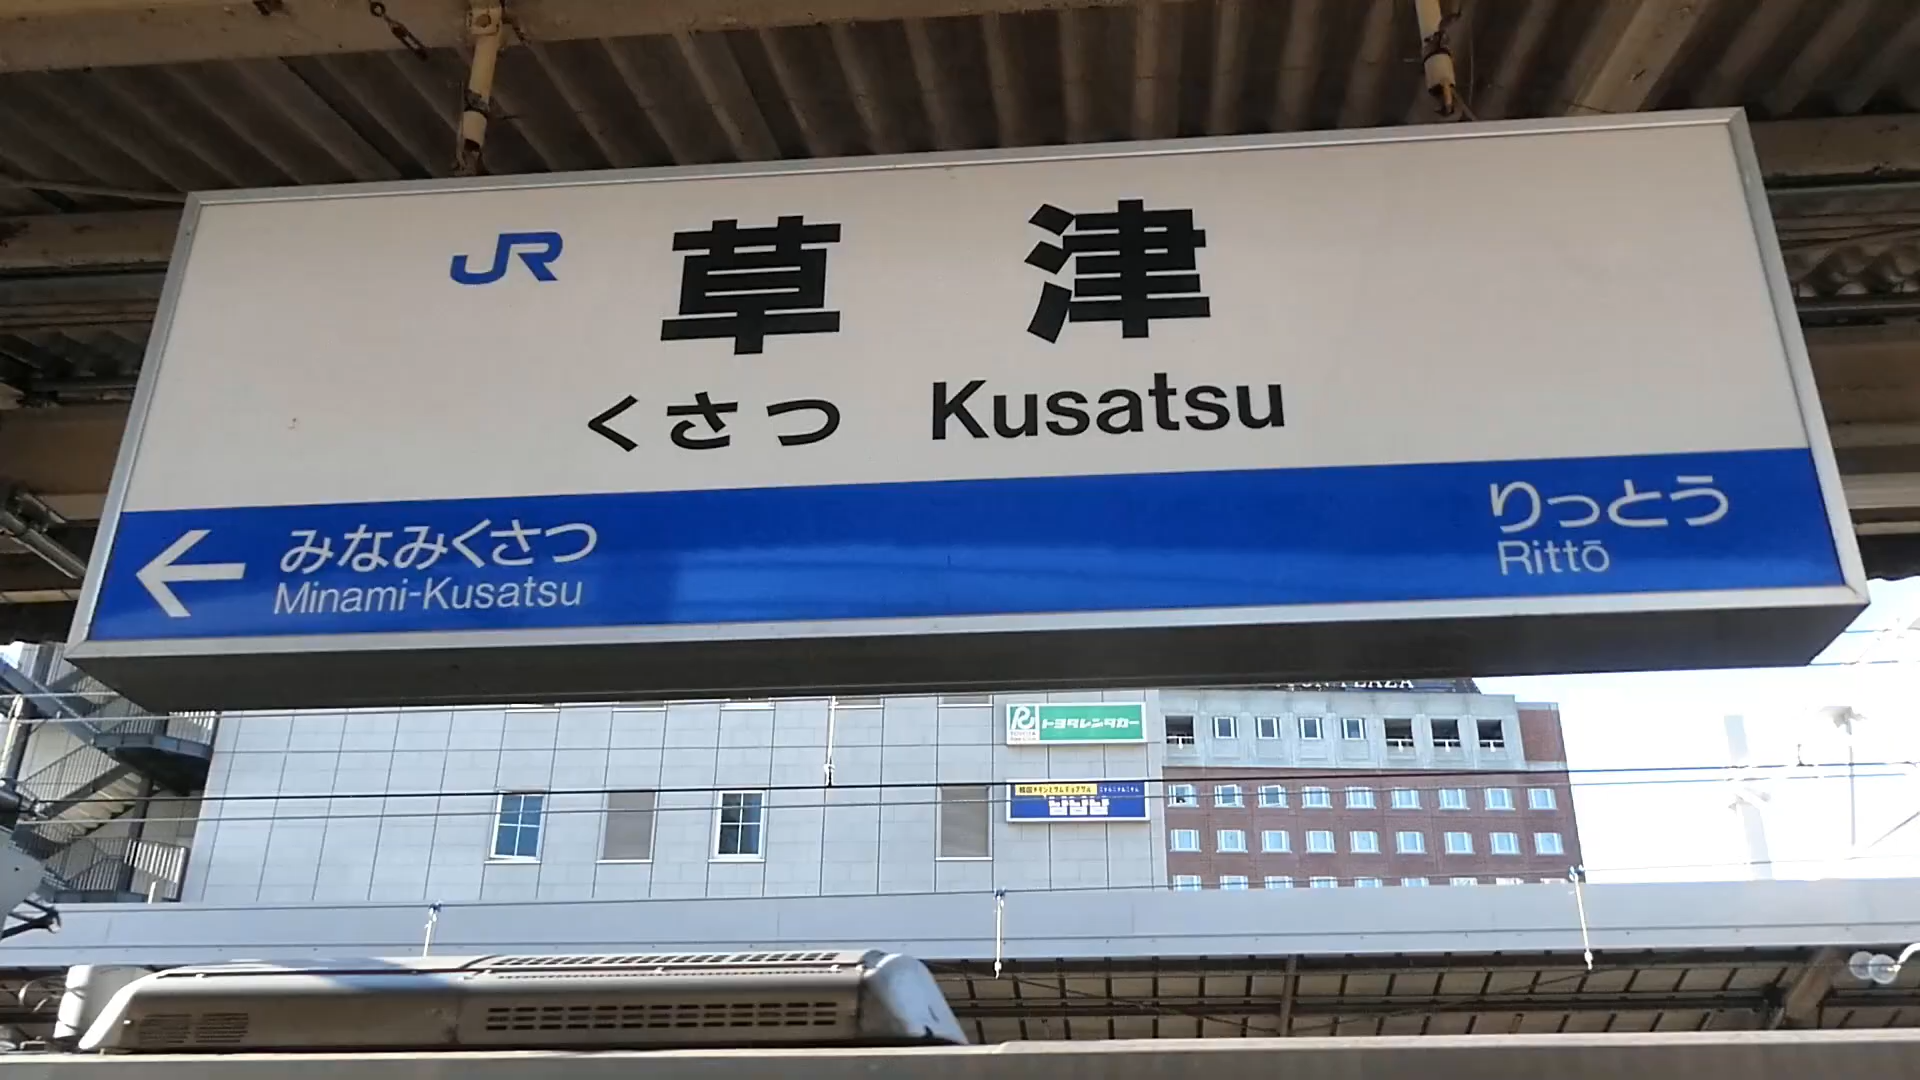 JR 草津
くさつ Kusatsu
みなみくさつ
Minami-Kusatsu
りっとう
Rittō
トヨタレンタカー